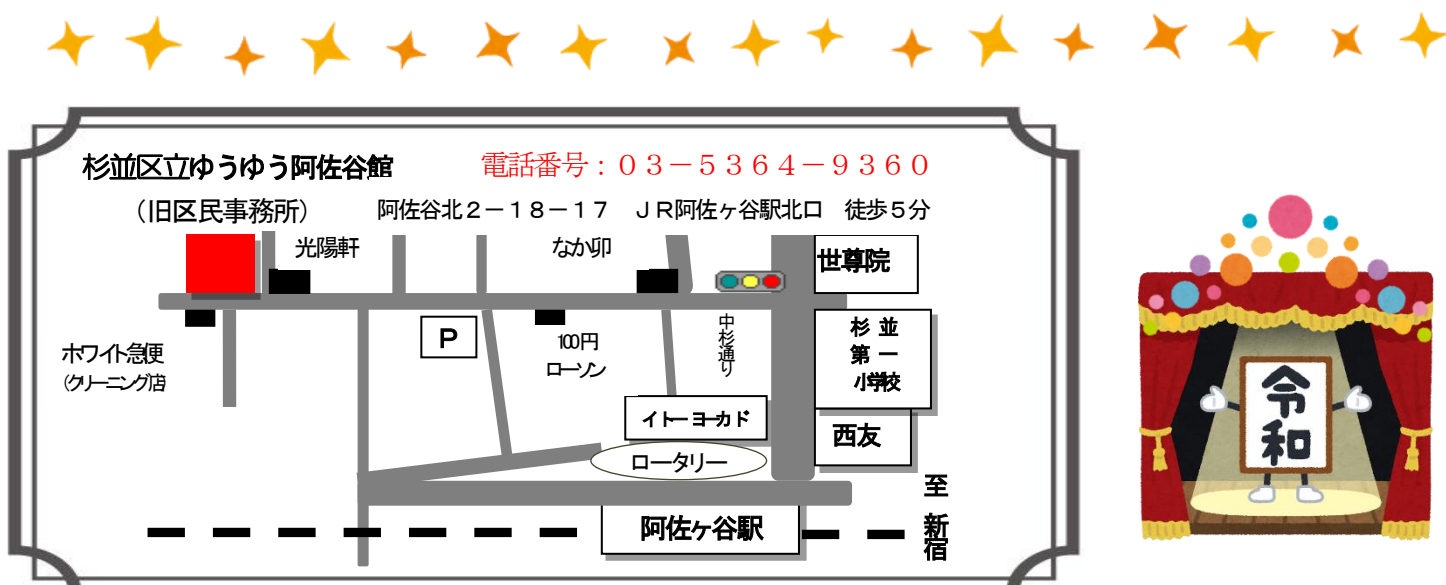 杉並区立ゆうゆう阿佐谷館
電話番号：０３－５３６４－９３６０
（旧区民事務所）
阿佐谷北２－１８－１７　ＪＲ阿佐ヶ谷駅北口　徒歩５分
光陽軒
なか卯
世尊院
ホワイト急便
（クリーニング店
P
100円
ローソン
中杉通り
杉並
第一
小学校
イトーヨーカド
西友
ロータリー
至
新宿
阿佐ヶ谷駅
令
和